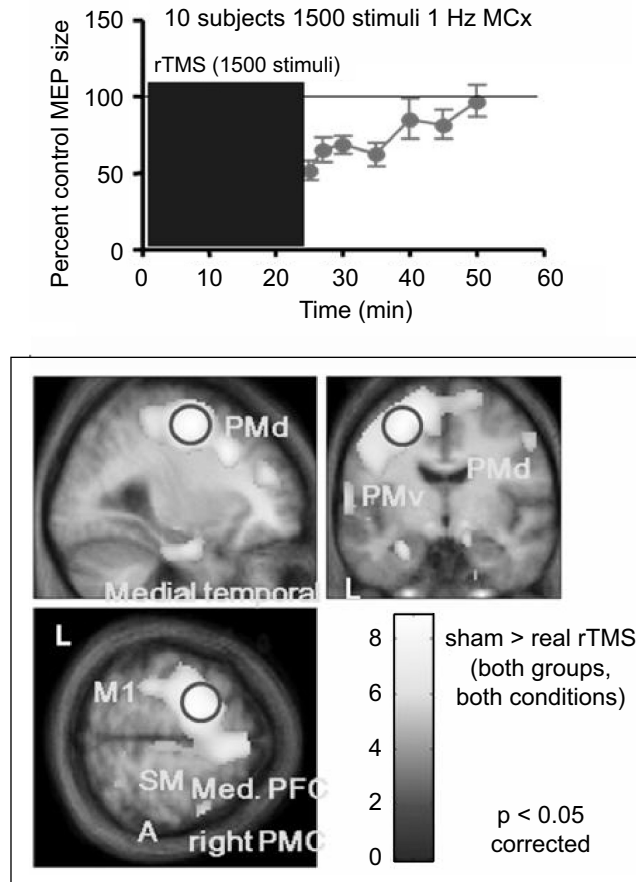 10 subjects 1500 stimuli 1 Hz MCx
Percent control MEP size
150
100
50
0
rTMS (1500 stimuli)
0 10 20 30 40 50 60
Time (min)
PMd
Medial temporal
PMd
PMv
L
L
M1
SM
Med. PFC
A
right PMC
8
6
4
2
0
sham > real rTMS
(both groups,
both conditions)
p < 0.05
corrected